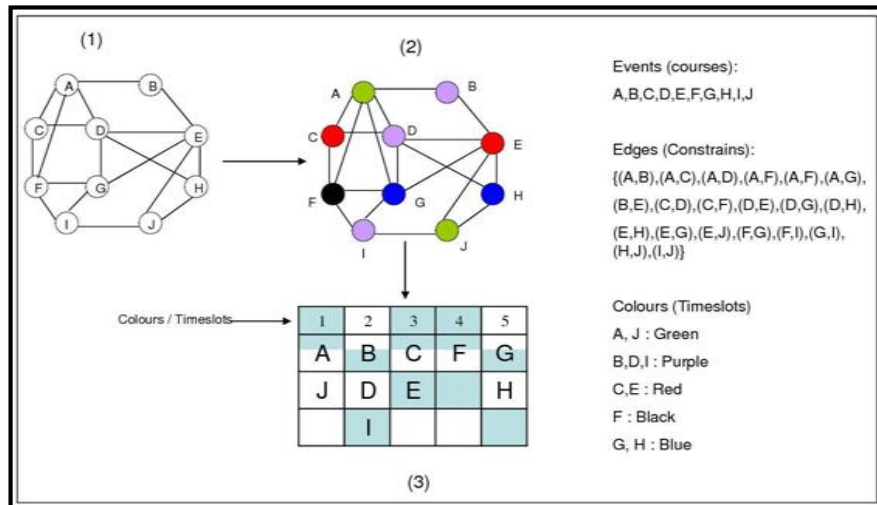 (1)
A
B
C
D
E
F
G
H
I
J
(2)
A
B
C
D
E
F
G
H
I
J
Colours / Timeslots
1 2 3 4 5
A B C F G
J D E H
I
(3)
Events (courses):
A,B,C,D,E,F,G,H,I,J
Edges (Constrains):
{(A,B),(A,C),(A,D),(A,F),(A,F),(A,G),
(B,E),(C,D),(C,F),(D,E),(D,G),(D,H),
(E,H),(E,G),(E,J),(F,G),(F,I),(G,I),
(H,J),(I,J)}
Colours (Timeslots)
A, J : Green
B,D,I : Purple
C,E : Red
F : Black
G, H : Blue